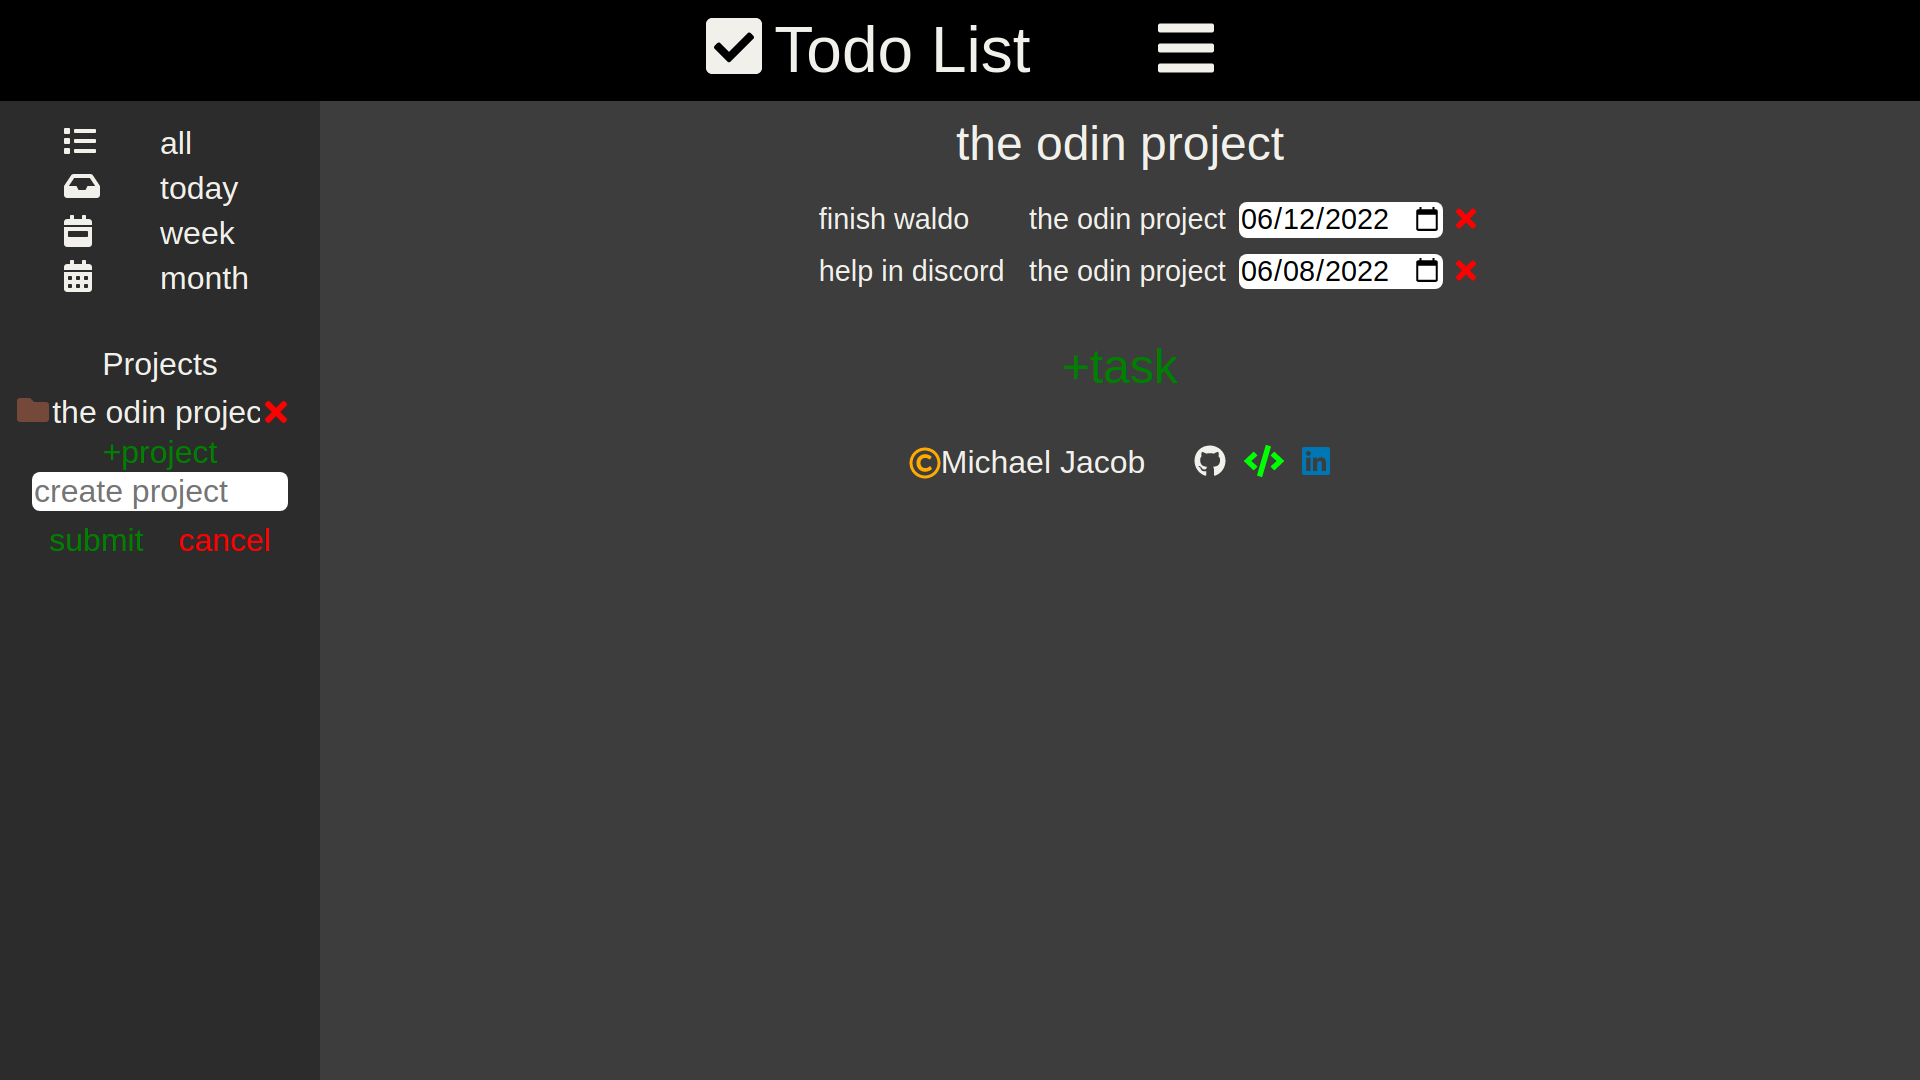 Todo List
all
today
week
month
Projects
the odin projec
+project
create project
submit cancel
the odin project
finish waldo the odin project 06/12/2022
help in discord the odin project 06/08/2022
+task
©Michael Jacob